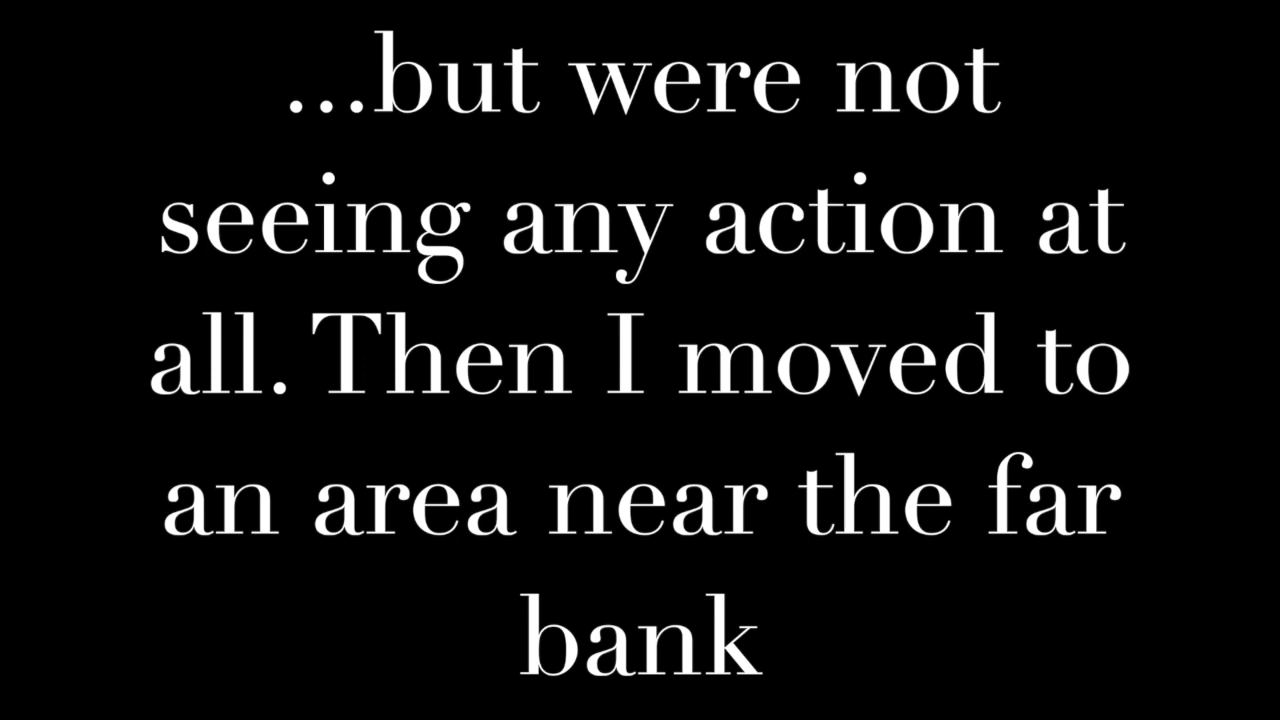 ...but were not
seeing any action at
all. Then I moved to
an area near the far
bank